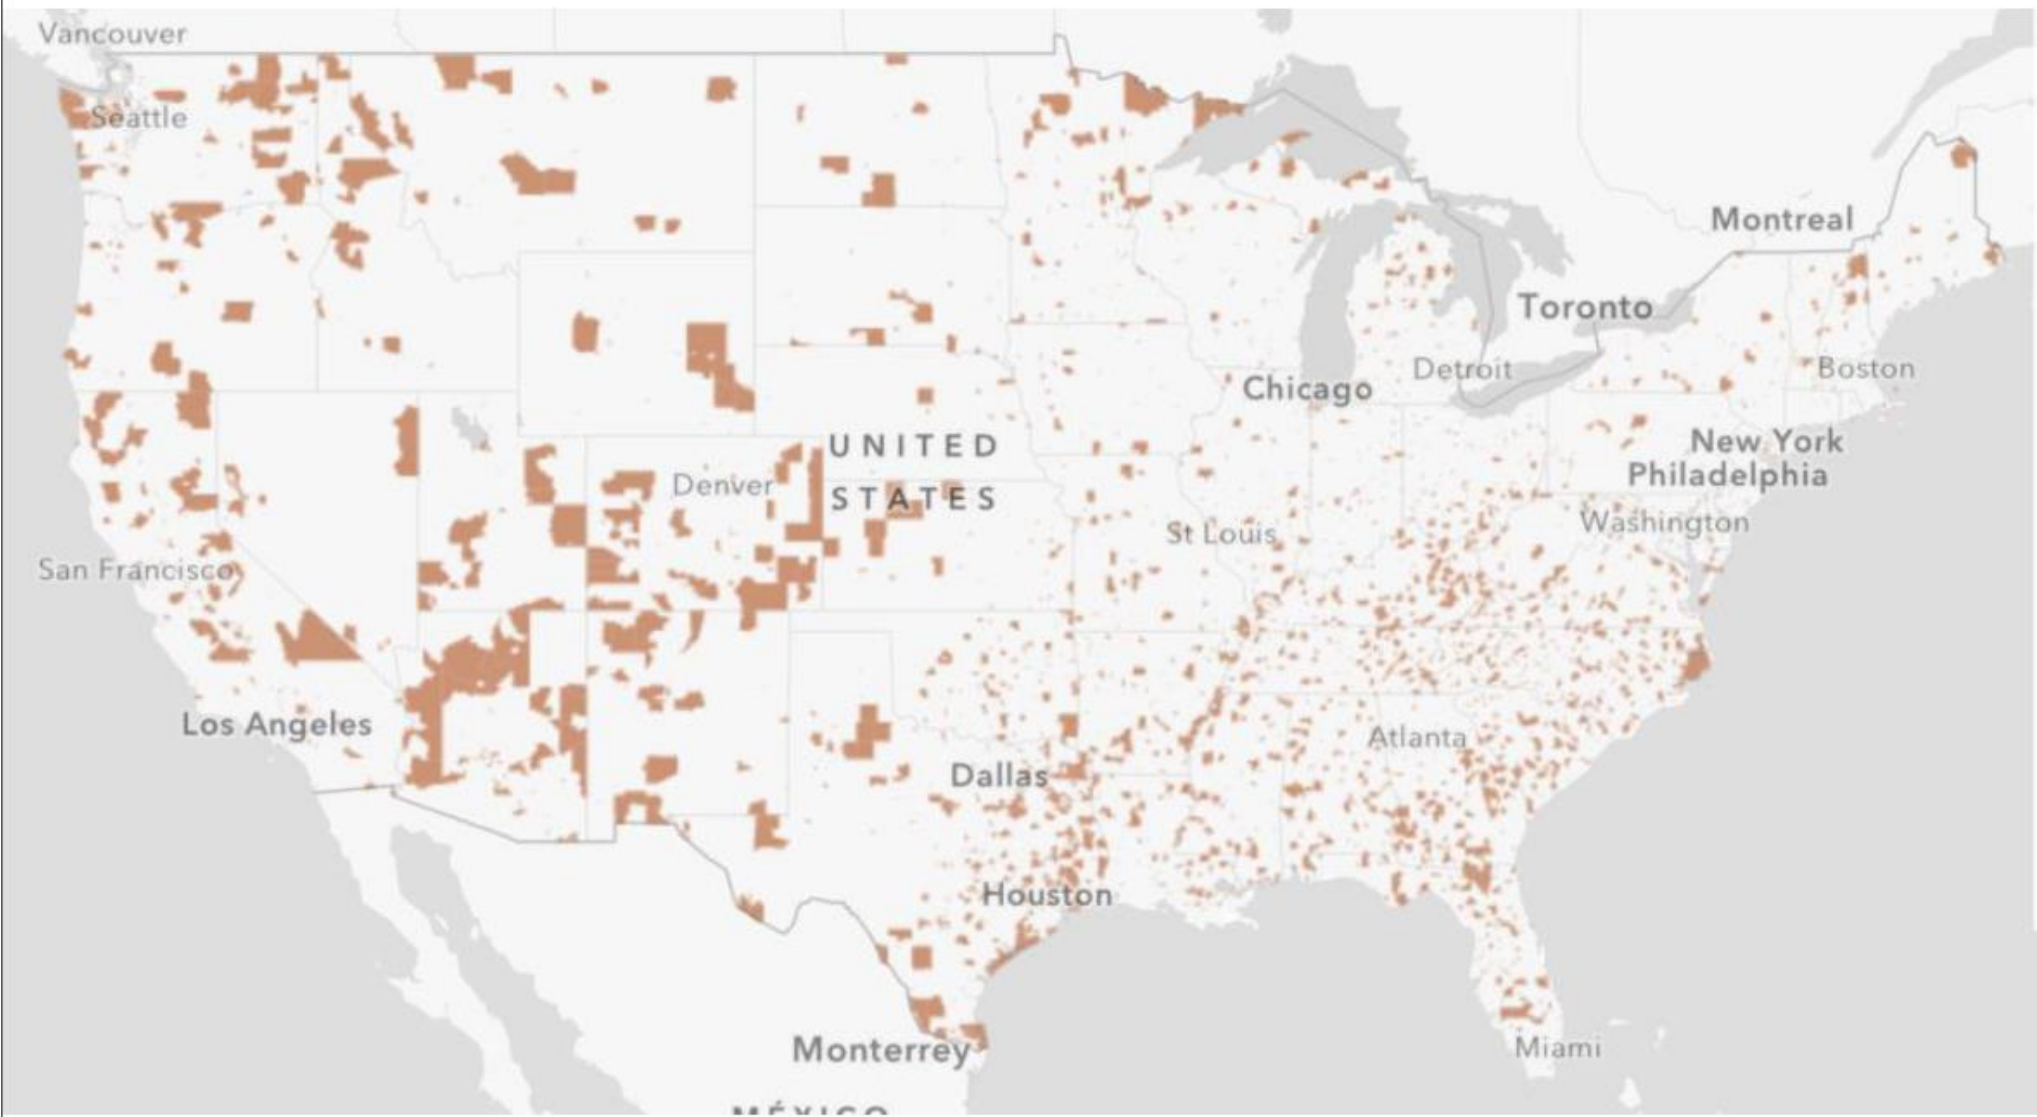 Vancouver
Seattle
Montreal
Toronto
Boston
Detroit
Chicago
UNITED
STATES
New York
Philadelphia
Denver
Washington
St Louis
San Francisco
Los Angeles
Atlanta
Dallas
Houston
Monterrey
Miami
MÉXICO